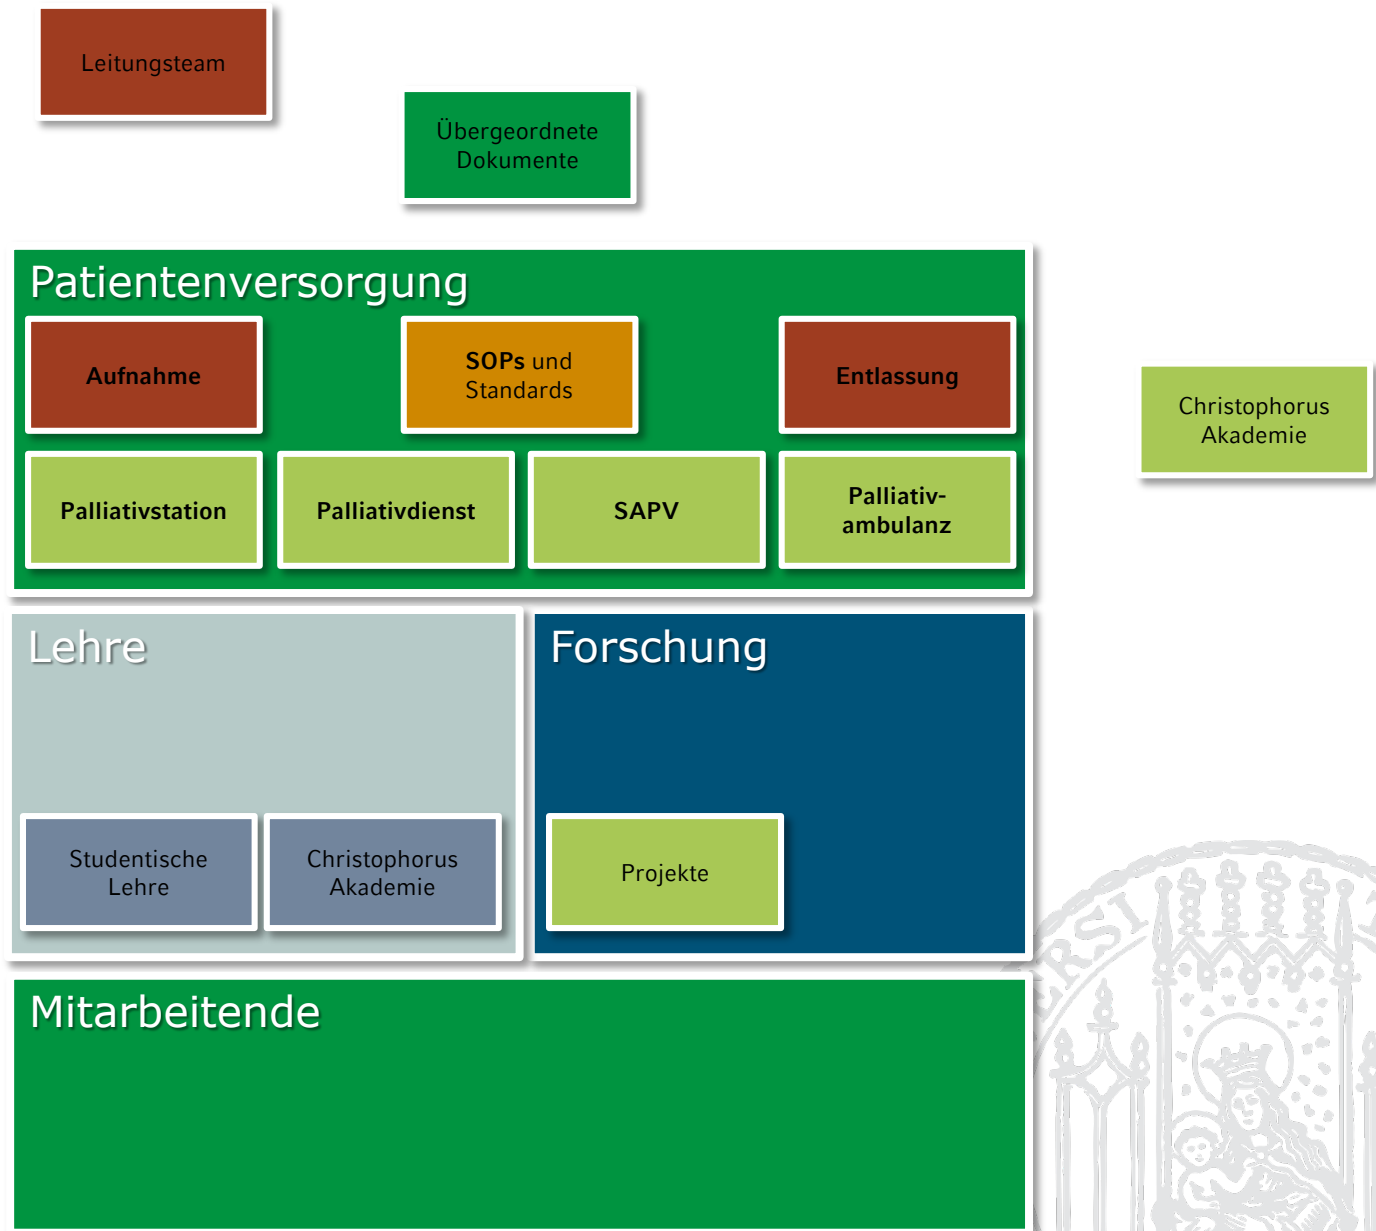 Leitungsteam
Übergeordnete
Dokumente
Patientenversorgung
Aufnahme
SOPs und
Standards
Entlassung
Palliativstation
Palliativdienst
SAPV
Palliativ-
ambulanz
Christophorus
Akademie
Lehre
Studentische
Lehre
Christophorus
Akademie
Forschung
Projekte
Mitarbeitende
ERSI